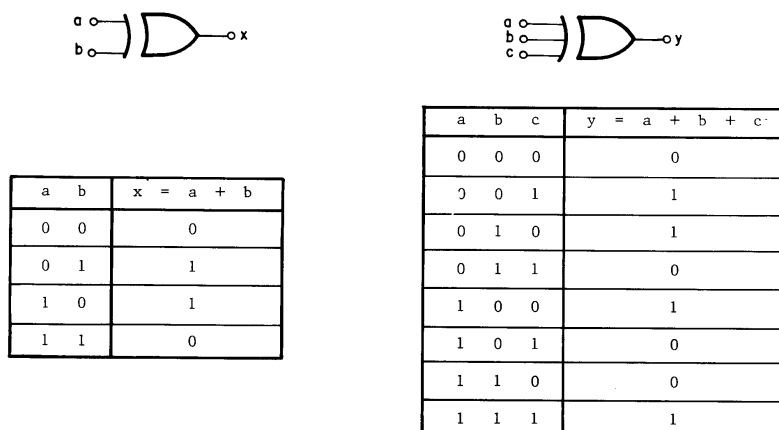 a
b
x
a
b
c
y
a b x = a + b
0 0 0
0 1 1
1 0 1
1 1 0
a b c y = a + b + c
0 0 0 0
0 0 1 1
0 1 0 1
0 1 1 0
1 0 0 1
1 0 1 0
1 1 0 0
1 1 1 1